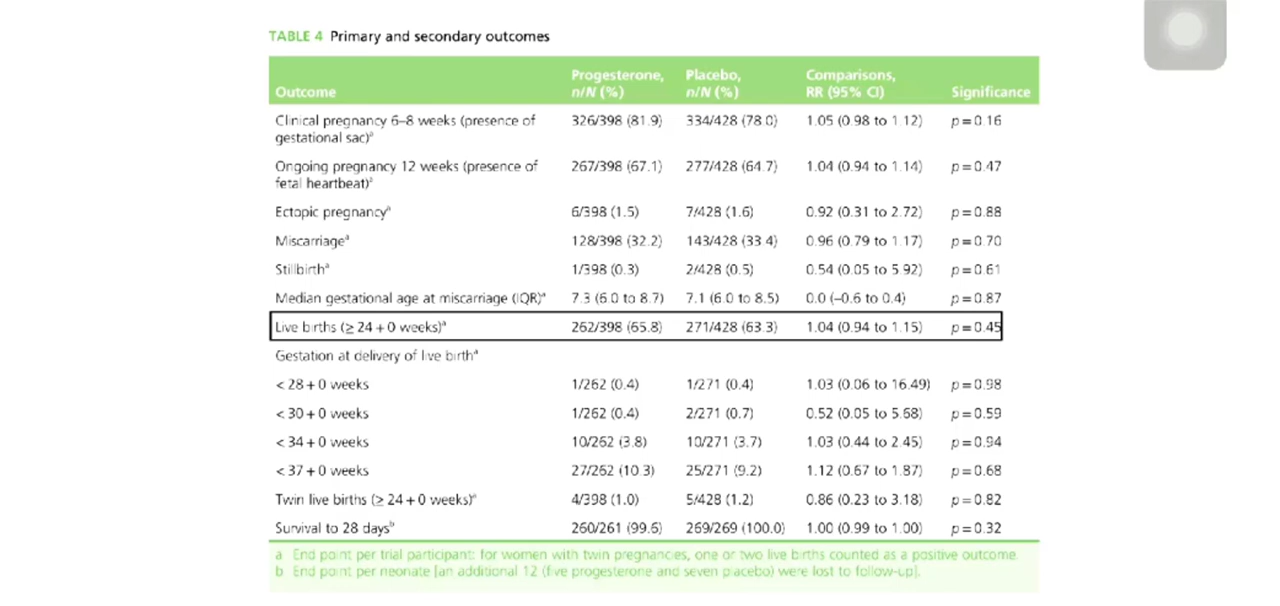 TABLE 4 Primary and secondary outcomes
Outcome Progesterone, n/N (%) Placebo, n/N (%) Comparisons, RR (95% CI) Significance
Clinical pregnancy 6–8 weeks (presence of gestational sac)a 326/398 (81.9) 334/428 (78.0) 1.05 (0.98 to 1.12) p=0.16
Ongoing pregnancy 12 weeks (presence of fetal heartbeat)a 267/398 (67.1) 277/428 (64.7) 1.04 (0.94 to 1.14) p=0.47
Ectopic pregnancya 6/398 (1.5) 7/428 (1.6) 0.92 (0.31 to 2.72) p=0.88
Miscarriagea 128/398 (32.2) 143/428 (33.4) 0.96 (0.79 to 1.17) p=0.70
Stillbirtha 1/398 (0.3) 2/428 (0.5) 0.54 (0.05 to 5.92) p=0.61
Median gestational age at miscarriage (IQR)a 7.3 (6.0 to 8.7) 7.1 (6.0 to 8.5) 0.0 (–0.6 to 0.4) p=0.87
Live births (≥ 24+0 weeks)a 262/398 (65.8) 271/428 (63.3) 1.04 (0.94 to 1.15) p=0.45
Gestation at delivery of live birtha
< 28+0 weeks 1/262 (0.4) 1/271 (0.4) 1.03 (0.06 to 16.49) p=0.98
< 30+0 weeks 1/262 (0.4) 2/271 (0.7) 0.52 (0.05 to 5.68) p=0.59
< 34+0 weeks 10/262 (3.8) 10/271 (3.7) 1.03 (0.44 to 2.45) p=0.94
< 37+0 weeks 27/262 (10.3) 25/271 (9.2) 1.12 (0.67 to 1.87) p=0.68
Twin live births (≥ 24+0 weeks)a 4/398 (1.0) 5/428 (1.2) 0.86 (0.23 to 3.18) p=0.82
Survival to 28 daysb 260/261 (99.6) 269/269 (100.0) 1.00 (0.99 to 1.00) p=0.32
a End point per trial participant: for women with twin pregnancies, one or two live births counted as a positive outcome.
b End point per neonate [an additional 12 (five progesterone and seven placebo) were lost to follow-up].